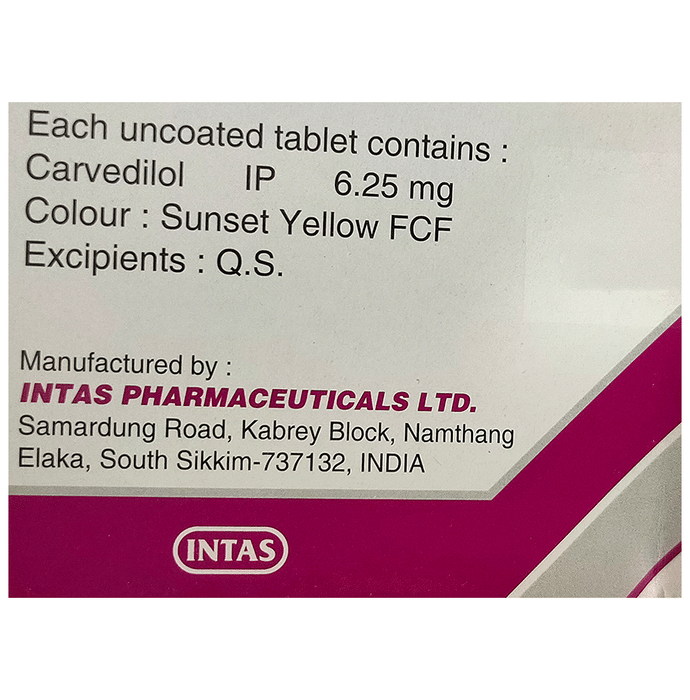 Each uncoated tablet contains :
Carvedilol IP 6.25 mg
Colour : Sunset Yellow FCF
Excipients : Q.S.
Manufactured by :
INTAS PHARMACEUTICALS LTD.
Samardung Road, Kabrey Block, Namthang
Elaka, South Sikkim-737132, INDIA
INTAS